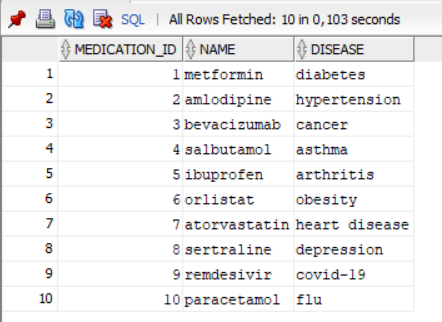 SQL | All Rows Fetched: 10 in 0,103 seconds
MEDICATION_ID NAME DISEASE
1 1 metformin diabetes
2 2 amlodipine hypertension
3 3 bevacizumab cancer
4 4 salbutamol asthma
5 5 ibuprofen arthritis
6 6 orlistat obesity
7 7 atorvastatin heart disease
8 8 sertraline depression
9 9 remdesivir covid-19
10 10 paracetamol flu